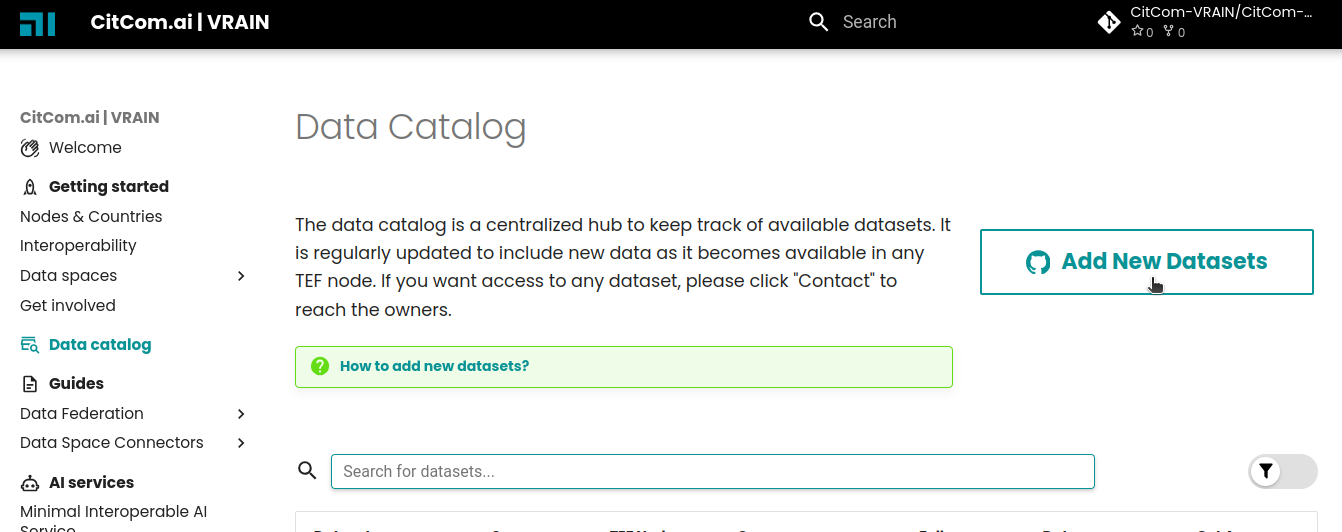 CitCom.ai | VRAIN
Search
CitCom-VRAIN/CitCom-...
0 0
CitCom.ai | VRAIN
Welcome
Getting started
Nodes & Countries
Interoperability
Data spaces
Get involved
Data catalog
Guides
Data Federation
Data Space Connectors
AI services
Minimal Interoperable AI
Service
Data Catalog
The data catalog is a centralized hub to keep track of available datasets. It
is regularly updated to include new data as it becomes available in any
TEF node. If you want access to any dataset, please click "Contact" to
reach the owners.
Add New Datasets
How to add new datasets?
Search for datasets...